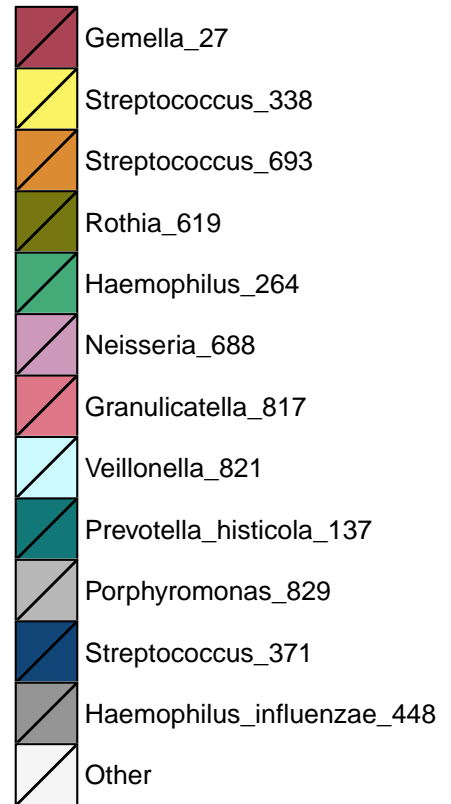 Gemella_27
Streptococcus_338
Streptococcus_693
Rothia_619
Haemophilus_264
Neisseria_688
Granulicatella_817
Veillonella_821
Prevotella_histicola_137
Porphyromonas_829
Streptococcus_371
Haemophilus_influenzae_448
Other